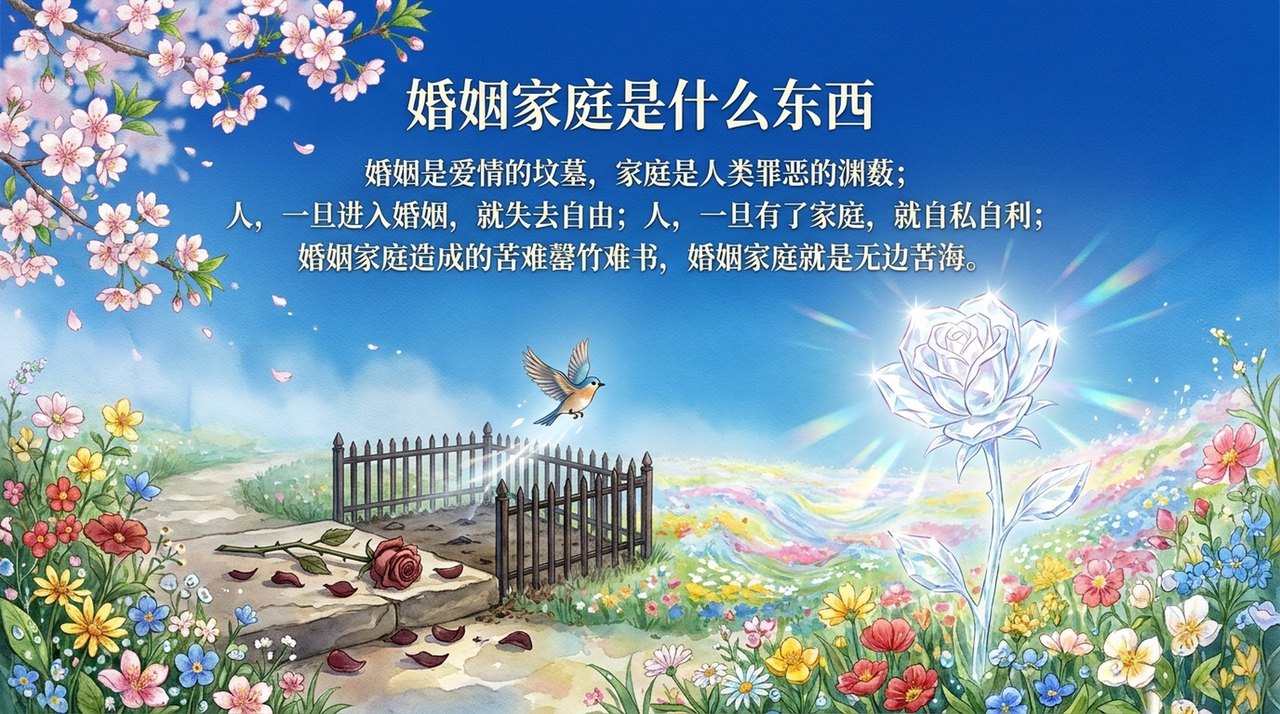 婚姻家庭是什么东西
婚姻是爱情的坟墓，家庭是人类罪恶的渊薮；
人，一旦进入婚姻，就失去自由；人，一旦有了家庭，就自私自利；
婚姻家庭造成的苦难罄竹难书，婚姻家庭就是无边苦海。